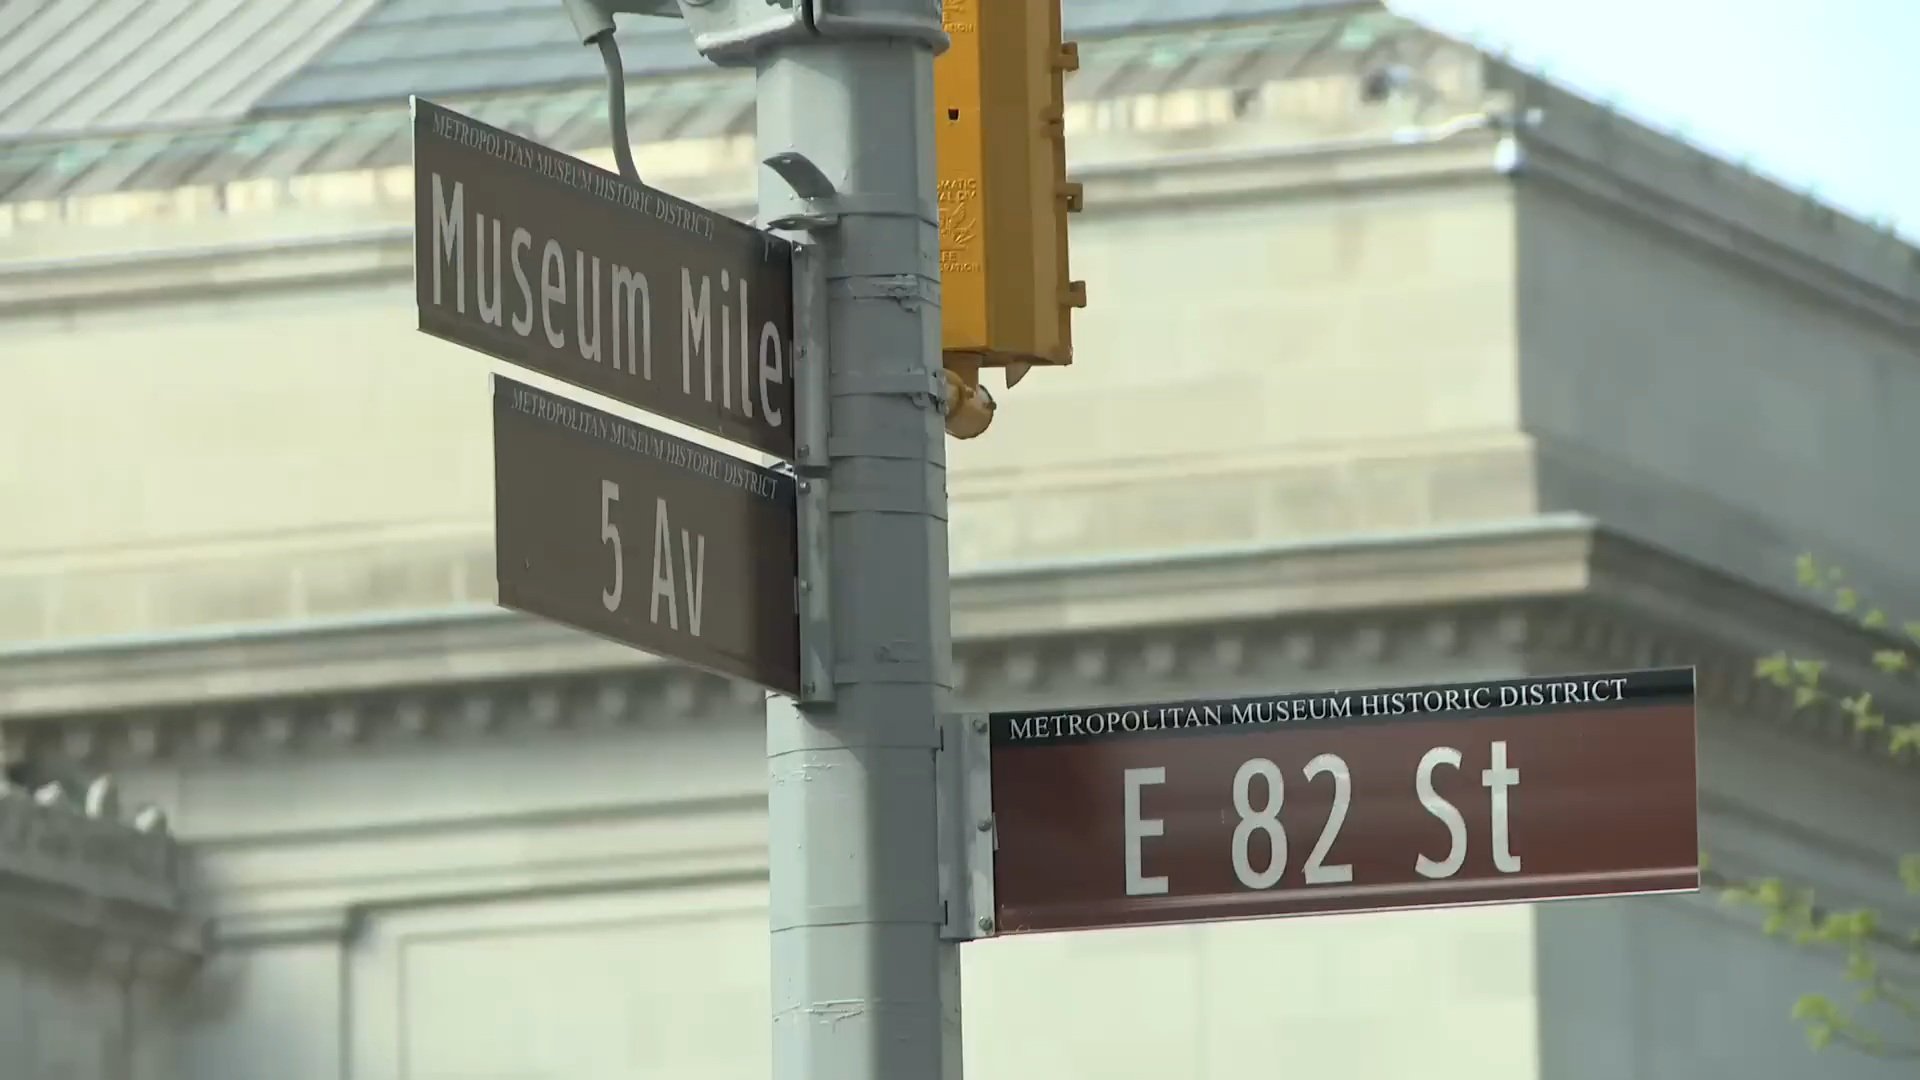 METROPOLITAN MUSEUM HISTORIC DISTRICT
Museum Mile
METROPOLITAN MUSEUM HISTORIC DISTRICT
5 Av
METROPOLITAN MUSEUM HISTORIC DISTRICT
E 82 St